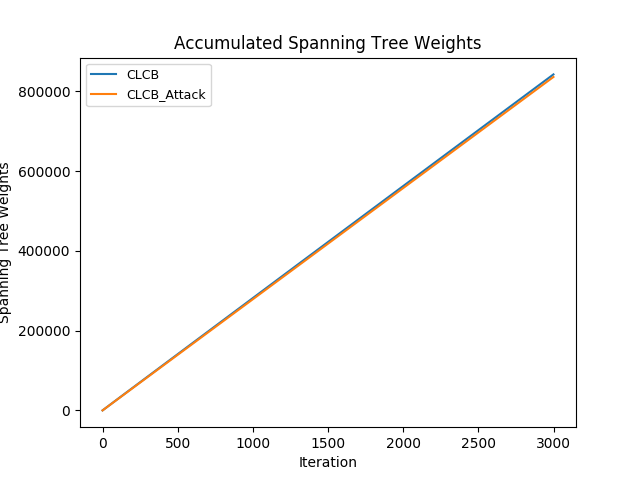 Accumulated Spanning Tree Weights
CLCB
CLCB_Attack
800000
600000
400000
200000
0
Spanning Tree Weights
0 500 1000 1500 2000 2500 3000
Iteration